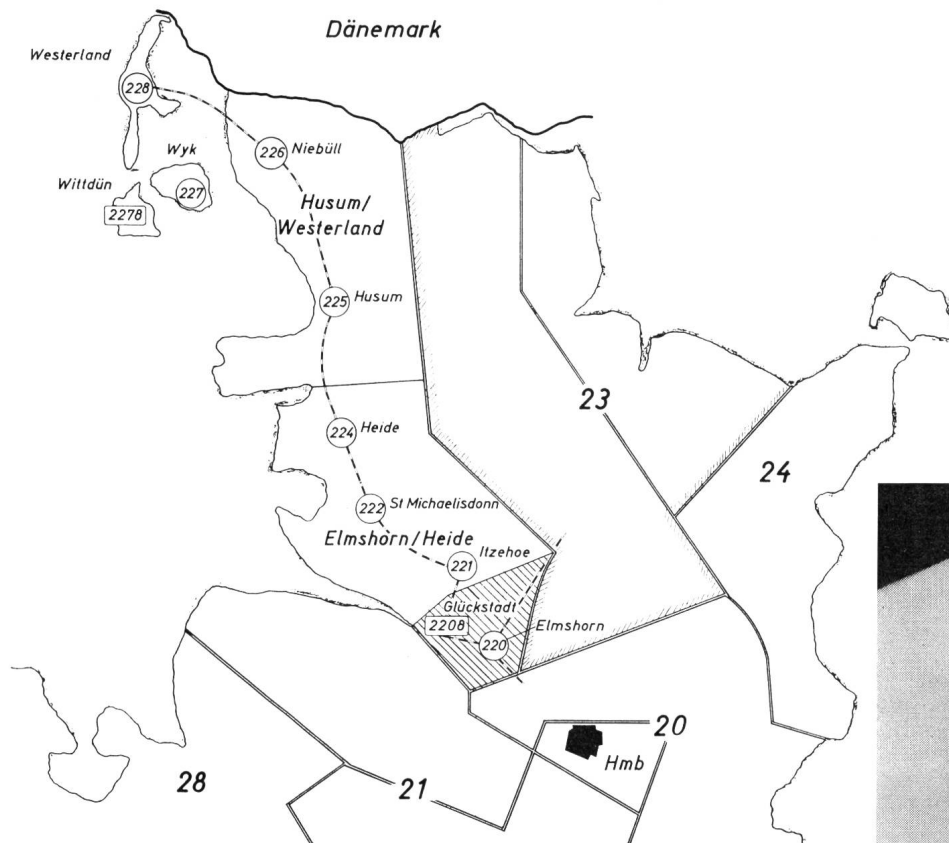 Dänemark
Westerland
228
226
Niebüll
Wyk
227
Wittdün
2278
Husum/
Westerland
225
Husum
23
224
Heide
24
222
St Michaelisdonn
Elmshorn/Heide
Itzehoe
221
Glückstadt
2208
220
Elmshorn
20
Hmb
28
21